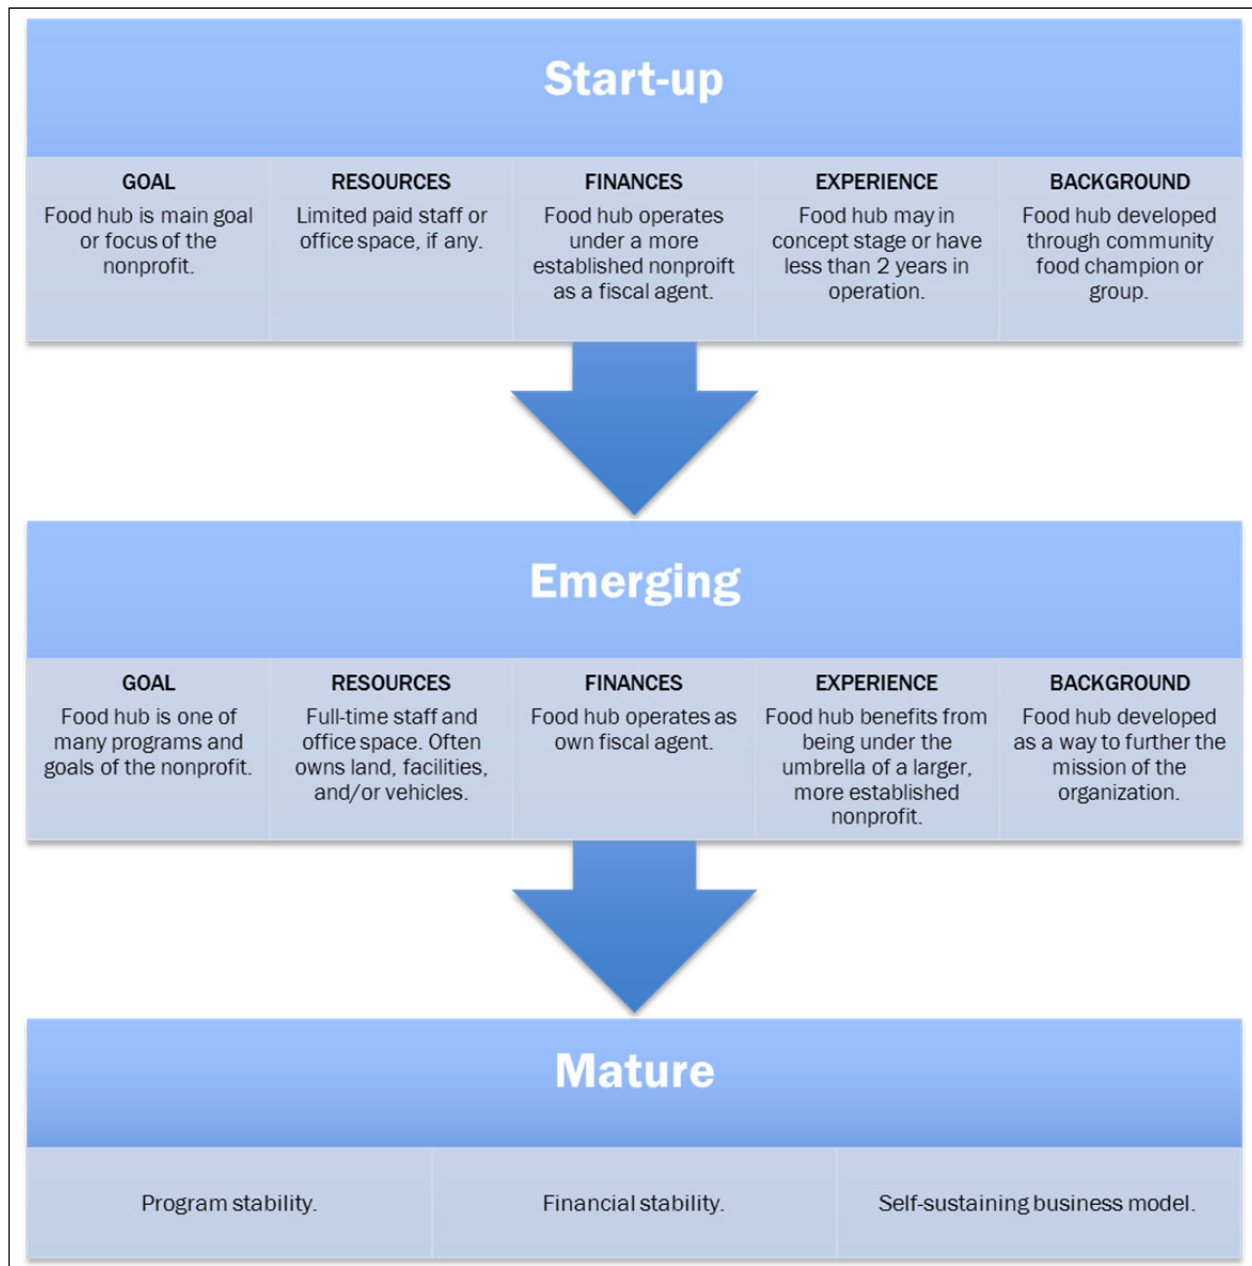 Start-up
GOAL
Food hub is main goal
or focus of the
nonprofit.
RESOURCES
Limited paid staff or
office space, if any.
FINANCES
Food hub operates
under a more
established nonproift
as a fiscal agent.
EXPERIENCE
Food hub may in
concept stage or have
less than 2 years in
operation.
BACKGROUND
Food hub developed
through community
food champion or
group.
Emerging
GOAL
Food hub is one of
many programs and
goals of the nonprofit.
RESOURCES
Full-time staff and
office space. Often
owns land, facilities,
and/or vehicles.
FINANCES
Food hub operates as
own fiscal agent.
EXPERIENCE
Food hub benefits from
being under the
umbrella of a larger,
more established
nonprofit.
BACKGROUND
Food hub developed
as a way to further the
mission of the
organization.
Mature
Program stability.
Financial stability.
Self-sustaining business model.